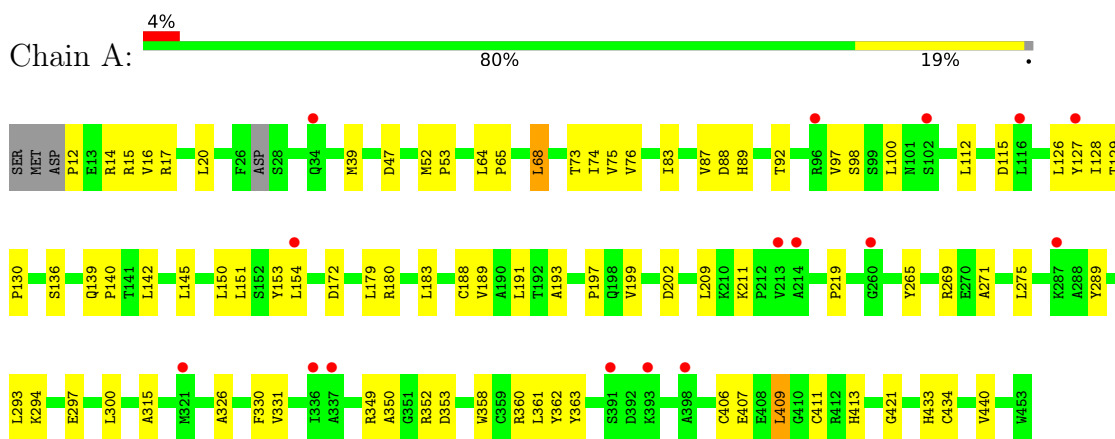 4%
Chain A:
80% 19% •
SER MET ASP P12 E13 R14 R15 V16 R17 L20 F26 ASP S28 Q34 M39 D47 M52 P53 L64 P65 L68 T73 I74 V75 V76 I83 V87 D88 H89 T92 R96 V97 S98 S99 L100 N101 S102 L112 D115 L116 L126 Y127 I128 T129
P130 S136 Q139 P140 T141 L142 L145 L150 L151 S152 Y153 L154 D172 L179 R180 L183 C188 V189 A190 L191 T192 A193 P197 Q198 V199 D202 L209 K210 K211 P212 V213 A214 P219 G260 Y265 R269 E270 A271 L275 K287 A288 Y289
L293 K294 E297 L300 A315 M321 A326 F330 V331 I336 A337 R349 A350 G351 R352 D353 W358 C359 R360 L361 Y362 Y363 S391 D392 K393 A398 C406 E407 E408 L409 G410 C411 R412 H413 G421 H433 C434 V440 W453